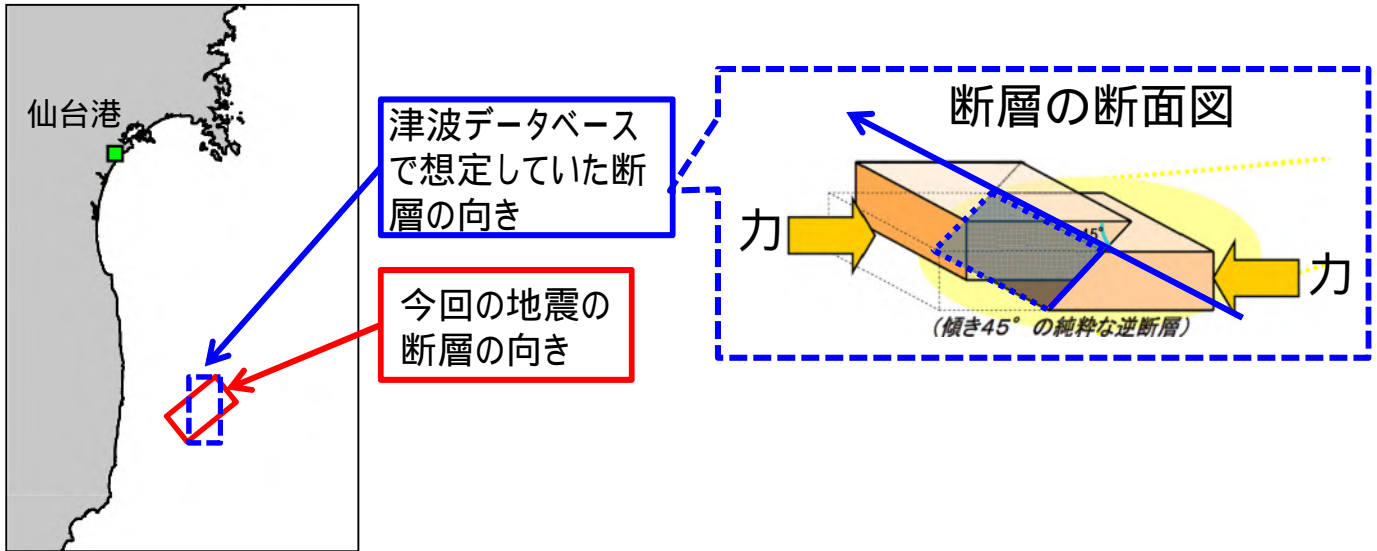 仙台港
津波データベース
で想定していた断
層の向き
今回の地震の
断層の向き
断層の断面図
力
45°
力
(傾き45°の純粋な逆断層)